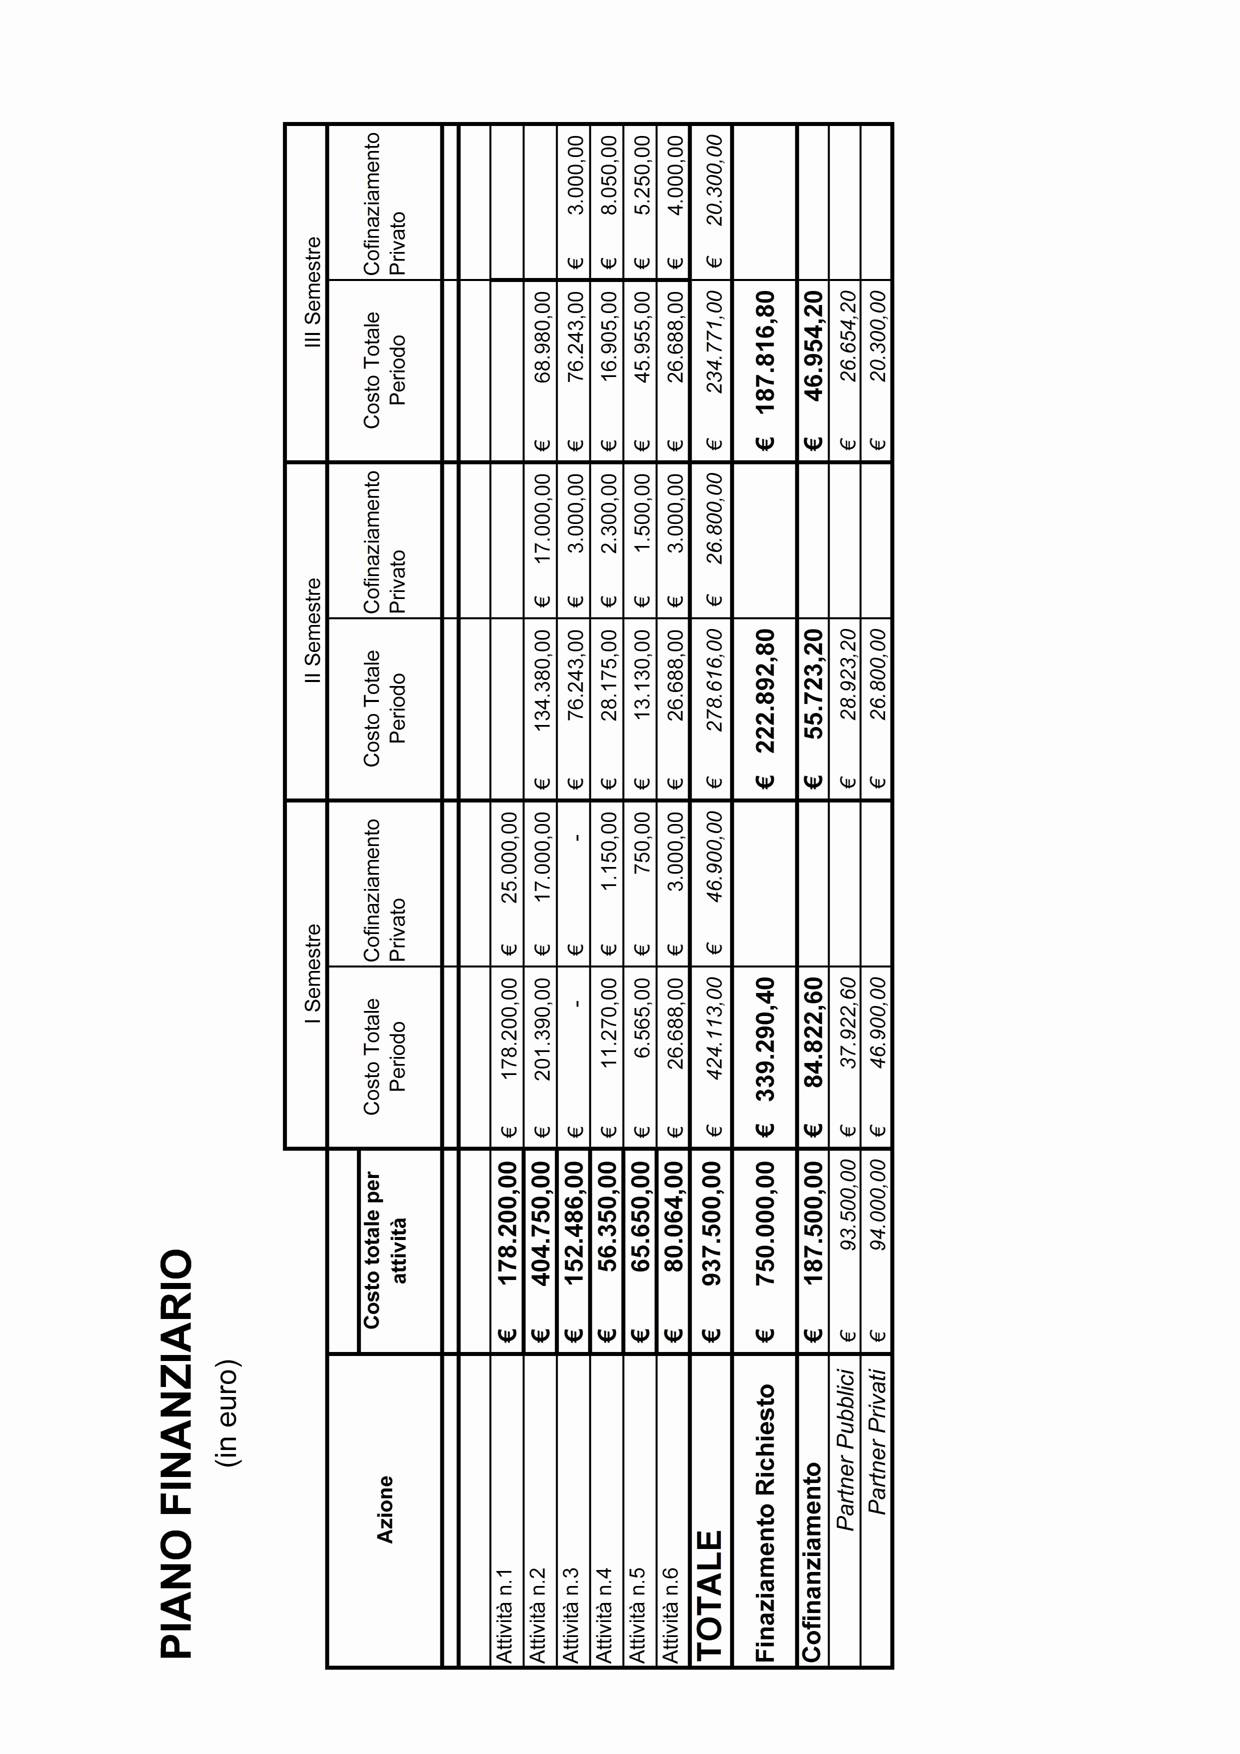 PIANO FINANZIARIO
(in euro)
I Semestre II Semestre III Semestre
Azione Costo totale per attività Costo Totale Periodo Cofinaziamento Privato Costo Totale Periodo Cofinaziamento Privato Costo Totale Periodo Cofinaziamento Privato
Attività n.1 € 178.200,00 € 178.200,00 € 25.000,00
Attività n.2 € 404.750,00 € 201.390,00 € 17.000,00 € 134.380,00 € 17.000,00 € 68.980,00
Attività n.3 € 152.486,00 € - € - € 76.243,00 € 3.000,00 € 76.243,00 € 3.000,00
Attività n.4 € 56.350,00 € 11.270,00 € 1.150,00 € 28.175,00 € 2.300,00 € 16.905,00 € 8.050,00
Attività n.5 € 65.650,00 € 6.565,00 € 750,00 € 13.130,00 € 1.500,00 € 45.955,00 € 5.250,00
Attività n.6 € 80.064,00 € 26.688,00 € 3.000,00 € 26.688,00 € 3.000,00 € 26.688,00 € 4.000,00
TOTALE € 937.500,00 € 424.113,00 € 46.900,00 € 278.616,00 € 26.800,00 € 234.771,00 € 20.300,00
Finaziamento Richiesto € 750.000,00 € 339.290,40 € 222.892,80 € 187.816,80
Cofinanziamento € 187.500,00 € 84.822,60 € 55.723,20 € 46.954,20
Partner Pubblici € 93.500,00 € 37.922,60 € 28.923,20 € 26.654,20
Partner Privati € 94.000,00 € 46.900,00 € 26.800,00 € 20.300,00